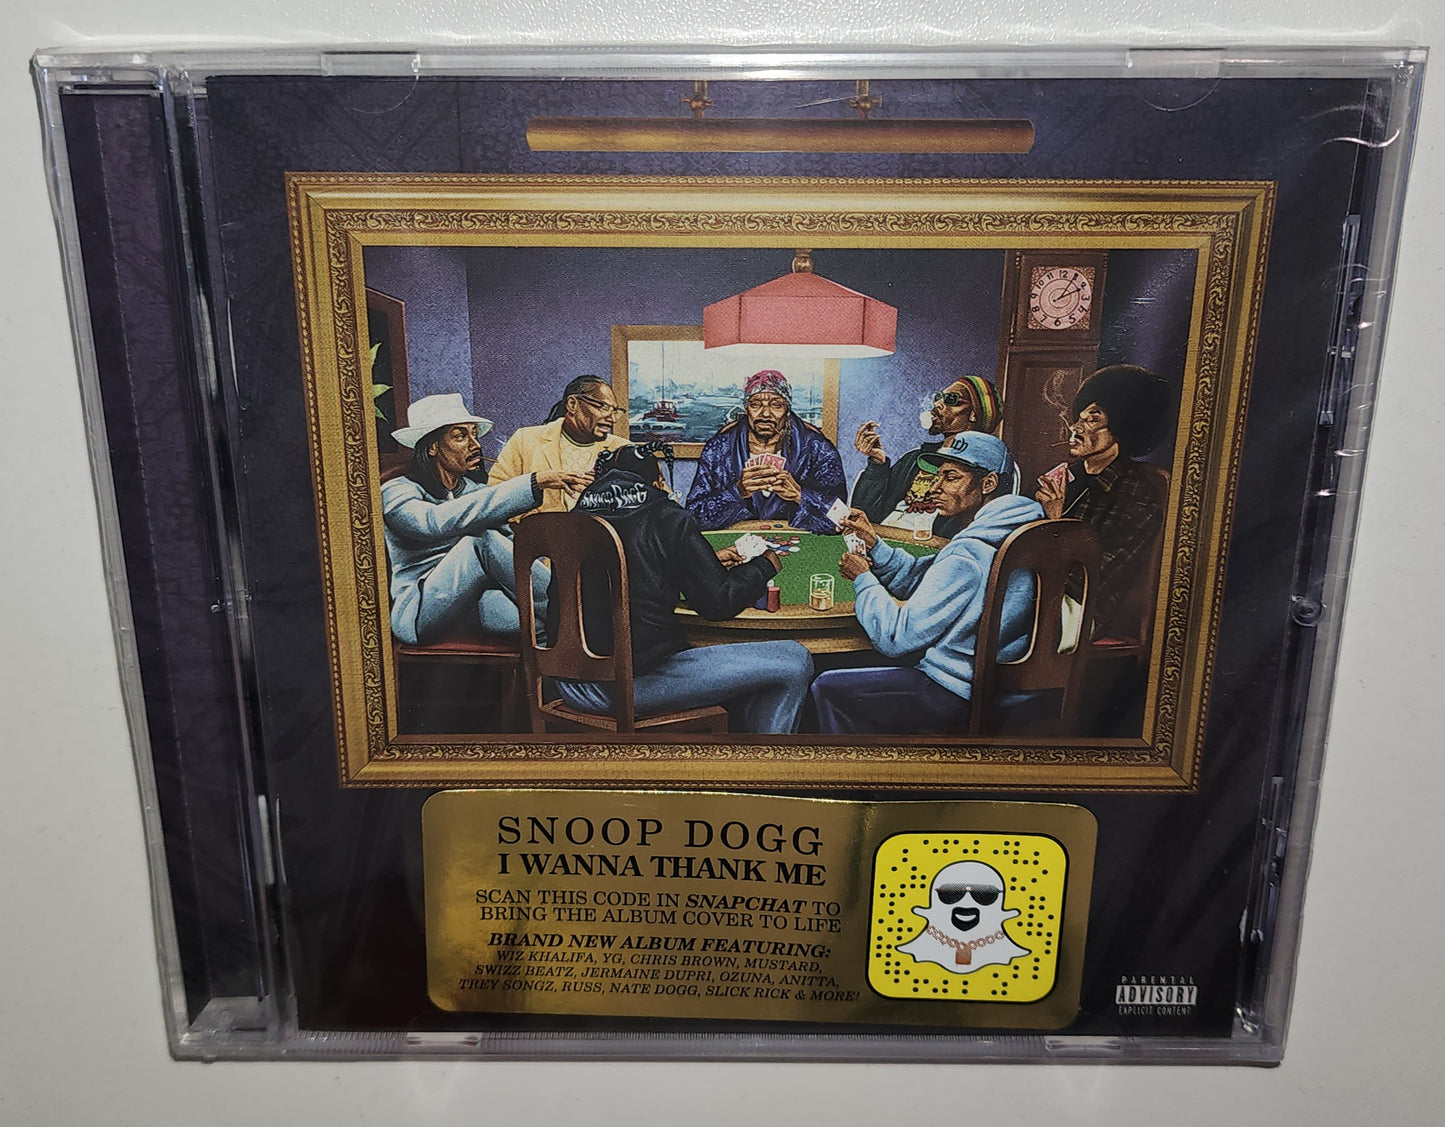 SNOOP DOGG
I WANNA THANK ME
SCAN THIS CODE IN SNAPCHAT TO
BRING THE ALBUM COVER TO LIFE
BRAND NEW ALBUM FEATURING:
WIZ KHALIFA, YG, CHRIS BROWN, MUSTARD,
SWIZZ BEATZ, JERMAINE DUPRI, OZUNA, ANITTA,
TREY SONGZ, RUSS, NATE DOGG, SLICK RICK & MORE!
PARENTAL
ADVISORY
EXPLICIT CONTENT